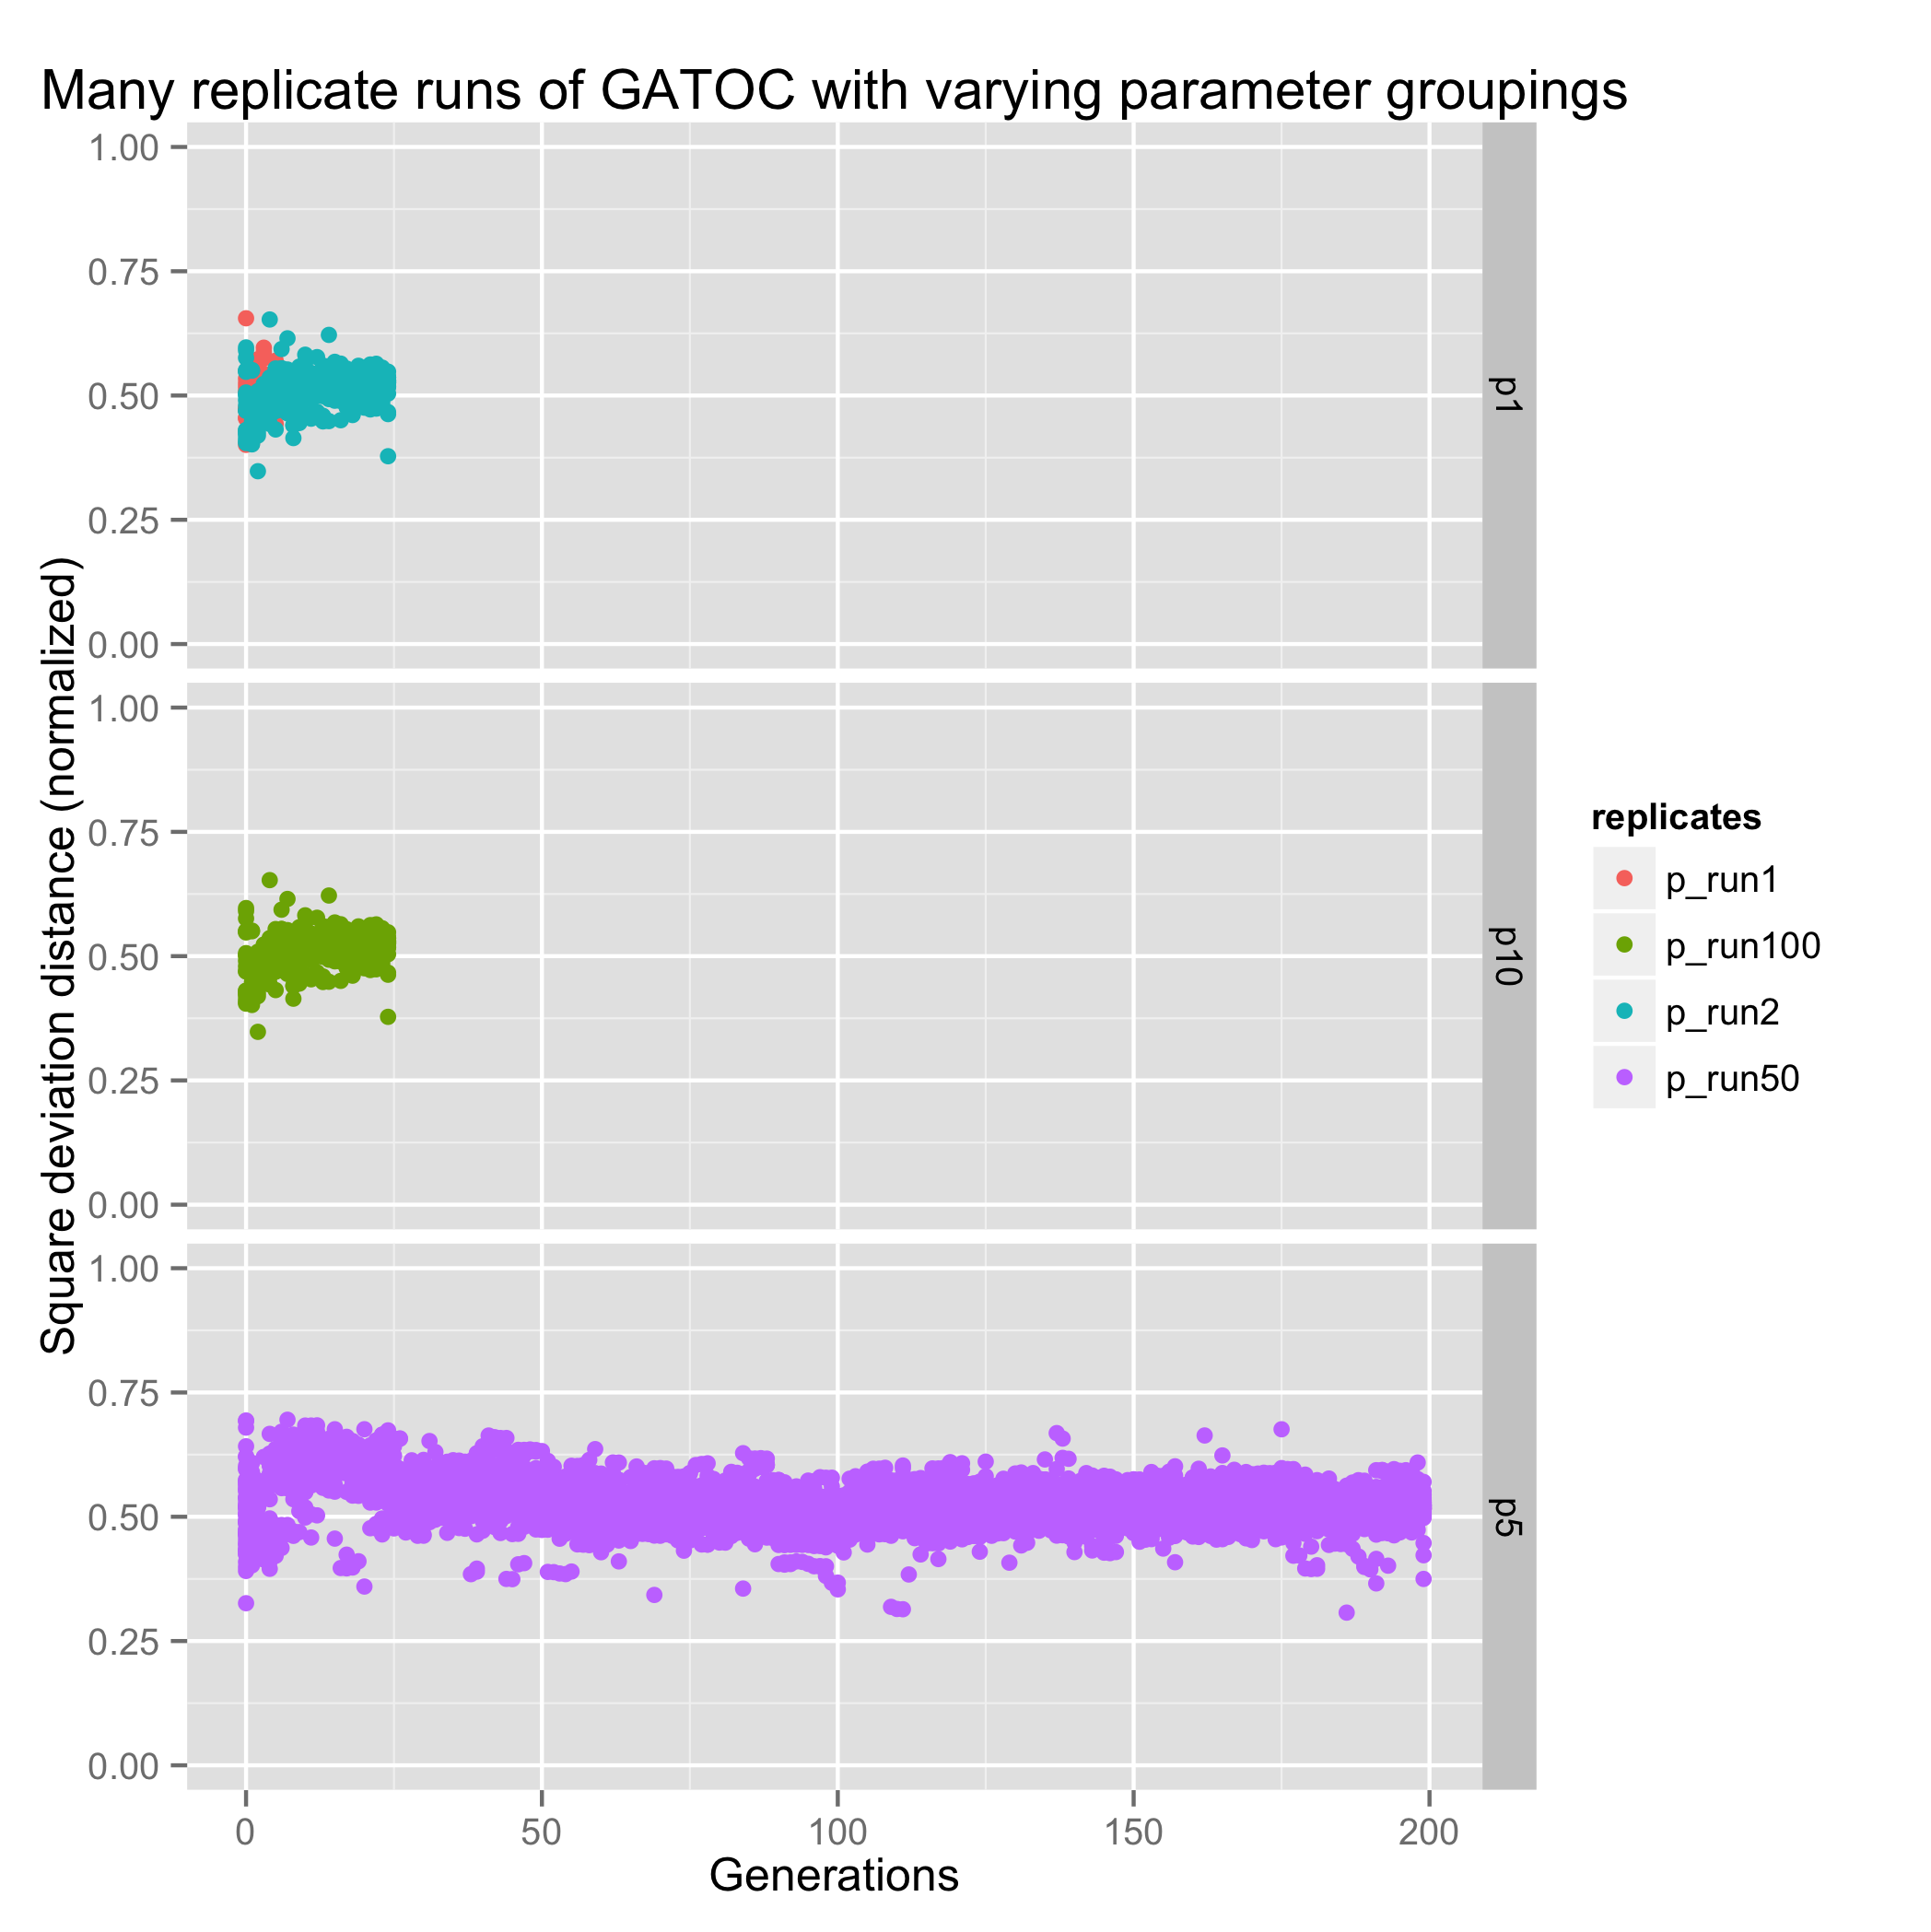 Many replicate runs of GATOC with varying parameter groupings
Square deviation distance (normalized)
1.00
0.75
0.50
0.25
0.00
p1
1.00
0.75
0.50
0.25
0.00
p10
1.00
0.75
0.50
0.25
0.00
p5
0 50 100 150 200
Generations
replicates
p_run1
p_run100
p_run2
p_run50